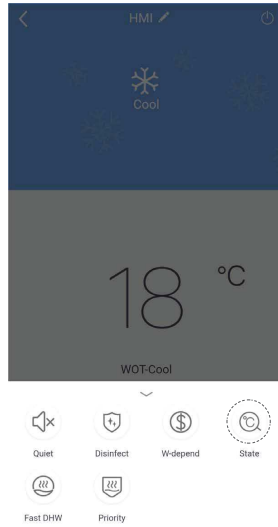 HMI
Cool
18 °C
WOT-Cool
Quiet
Disinfect
W-depend
State
Fast DHW
Priority